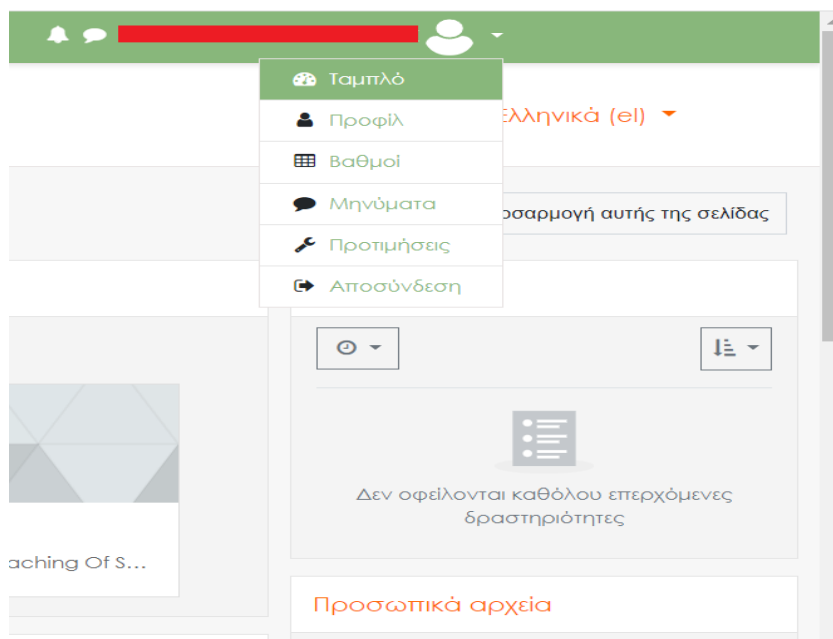 Ταμπλό
Προφίλ
Ελληνικά (el)
Βαθμοί
Μηνύματα
αυτής της σελίδας
Προτιμήσεις
Αποσύνδεση
Δεν οφείλονται καθόλου επερχόμενες
δραστηριότητες
aching Of S...
Προσωπικά αρχεία